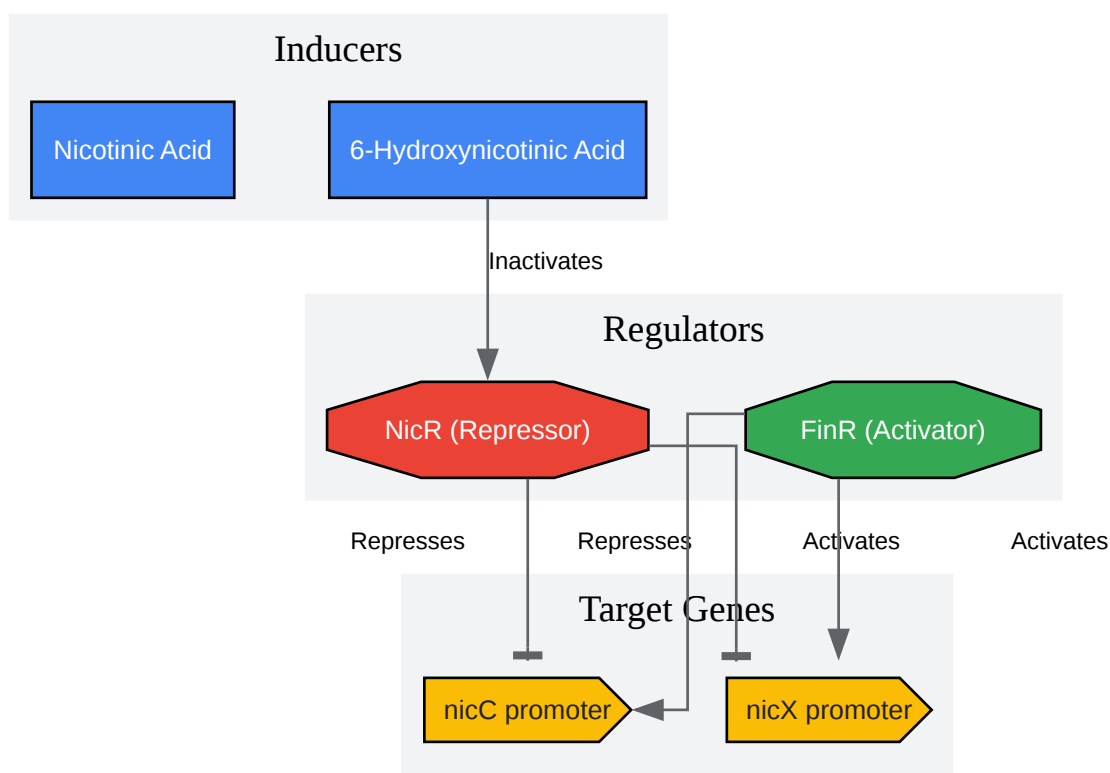 Inducers
Nicotinic Acid
6-Hydroxynicotinic Acid
Inactivates
Regulators
NicR (Repressor)
FinR (Activator)
Represses
Represses
Activates
Activates
Target Genes
nicC promoter
nicX promoter